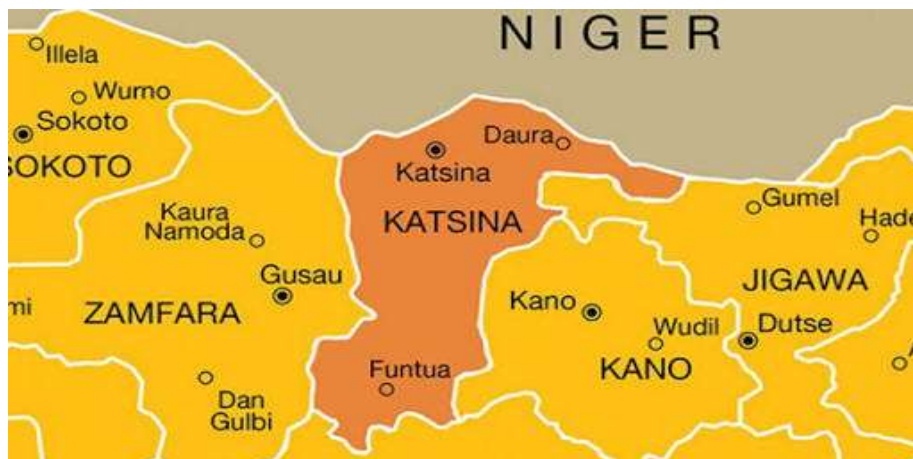 NIGER
Illela
Wurno
Sokoto
SOKOTO
Katsina
Daura
KATSINA
Kaura
Namoda
Gumel
Gusau
JIGAWA
ZAMFARA
Kano
Dutse
Wudil
KANO
Funtua
Dan
Gulbi